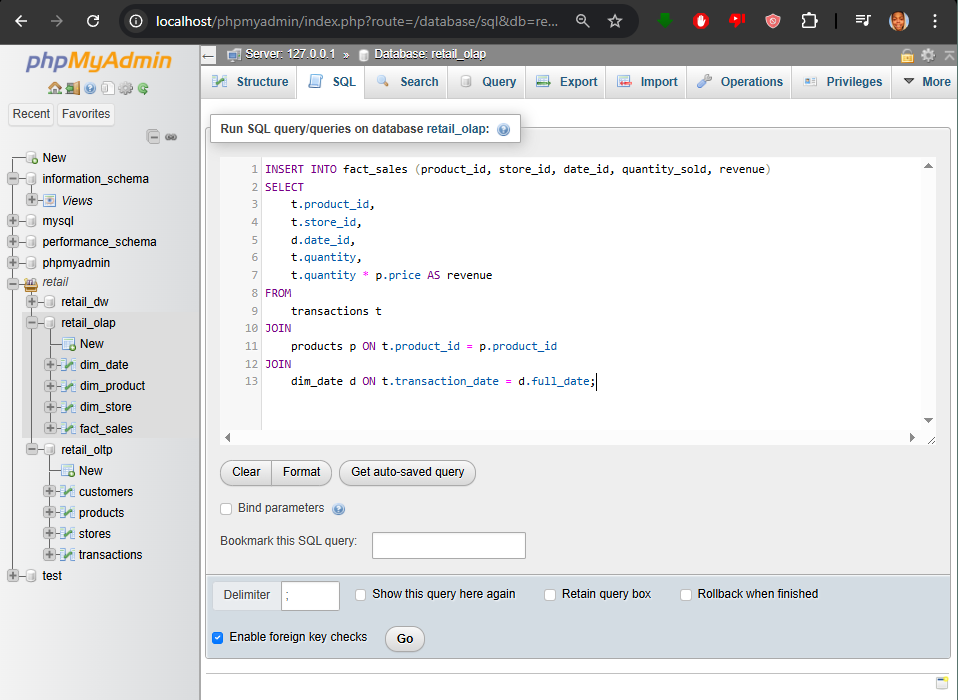 localhost/phpmyadmin/index.php?route=/database/sql&db=re...
phpMyAdmin
Recent
Favorites
New
information_schema
Views
mysql
performance_schema
phpmyadmin
retail
retail_dw
retail_olap
New
dim_date
dim_product
dim_store
fact_sales
retail_oltp
New
customers
products
stores
transactions
test
Server: 127.0.0.1 » Database: retail_olap
Structure
SQL
Search
Query
Export
Import
Operations
Privileges
More
Run SQL query/queries on database retail_olap:
1 INSERT INTO fact_sales (product_id, store_id, date_id, quantity_sold, revenue)
2 SELECT
3 t.product_id,
4 t.store_id,
5 d.date_id,
6 t.quantity,
7 t.quantity * p.price AS revenue
8 FROM
9 transactions t
10 JOIN
11 products p ON t.product_id = p.product_id
12 JOIN
13 dim_date d ON t.transaction_date = d.full_date;
Clear
Format
Get auto-saved query
Bind parameters
Bookmark this SQL query:
Delimiter ;
Show this query here again
Retain query box
Rollback when finished
Enable foreign key checks
Go